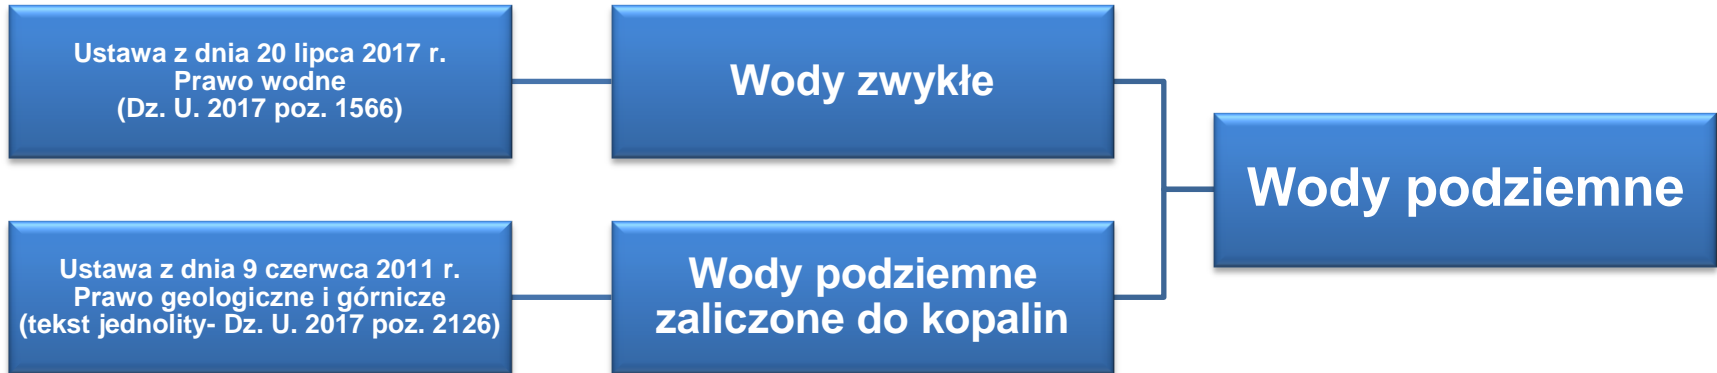 Ustawa z dnia 20 lipca 2017 r.
Prawo wodne
(Dz. U. 2017 poz. 1566)
Wody zwykłe
Ustawa z dnia 9 czerwca 2011 r.
Prawo geologiczne i górnicze
(tekst jednolity- Dz. U. 2017 poz. 2126)
Wody podziemne
zaliczone do kopalin
Wody podziemne